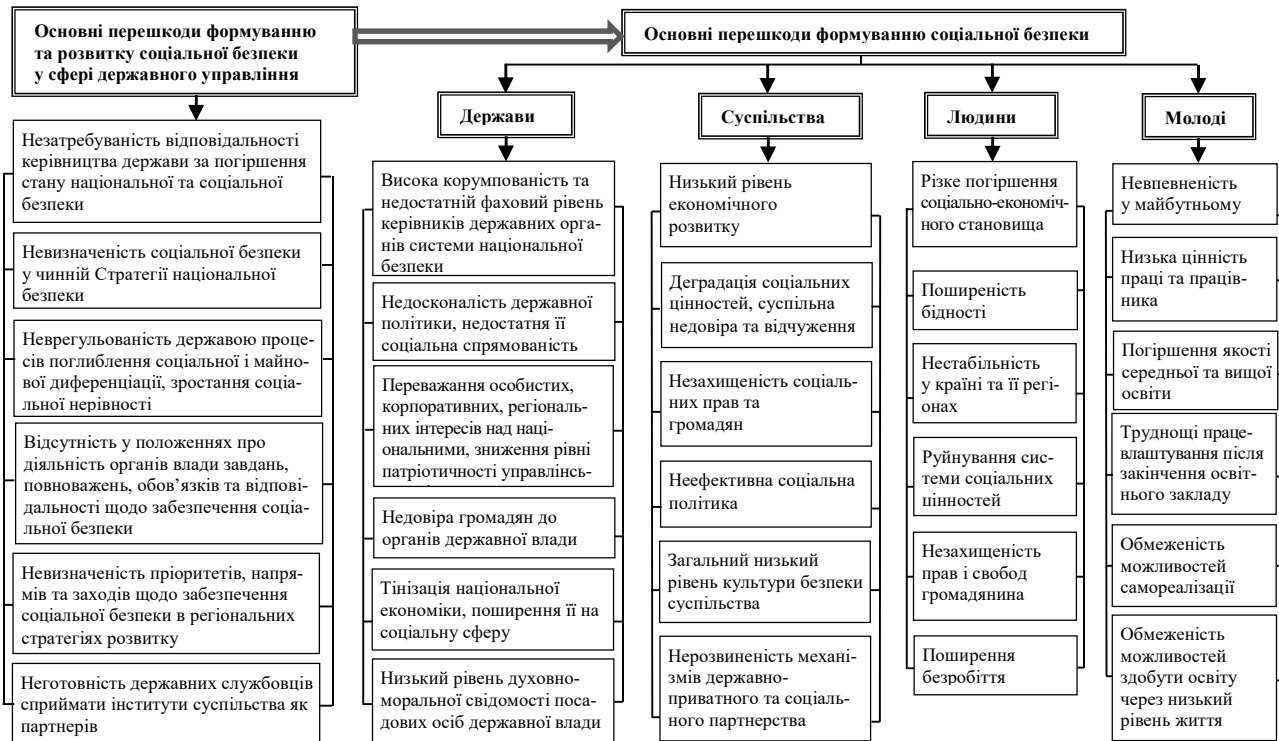 Основні перешкоди формуванню
та розвитку соціальної безпеки
у сфері державного управління
Незатребуваність відповідальності
керівництва держави за погіршення
стану національної та соціальної
безпеки
Невизначеність соціальної безпеки
у чинній Стратегії національної
безпеки
Неврегульованість державою проце-
сів поглиблення соціальної і майно-
вої диференціації, зростання соціа-
льної нерівності
Відсутність у положеннях про
діяльність органів влади завдань,
повноважень, обов’язків та відпові-
дальності щодо забезпечення соці-
альної безпеки
Невизначеність пріоритетів, напря-
мів та заходів щодо забезпечення
соціальної безпеки в регіональних
стратегіях розвитку
Неготовність державних службовців
сприймати інститути суспільства як
партнерів
Основні перешкоди формуванню соціальної безпеки
Держави
Висока корумпованість та
недостатній фаховий рівень
керівників державних орга-
нів системи національної
безпеки
Недосконалість державної
політики, недостатня її
соціальна спрямованість
Переважання особистих,
корпоративних, регіональ-
них інтересів над наці-
ональними, зниження рівні
патріотичності управлінсь-
Недовіра громадян до
органів державної влади
Тінізація національної
економіки, поширення її на
соціальну сферу
Низький рівень духовно-
моральної свідомості поса-
дових осіб державної влади
Суспільства
Низький рівень
економічного
розвитку
Деградація соціальних
цінностей, суспільна
недовіра та відчуження
Незахищеність соціаль-
них прав та
громадян
Неефективна соціальна
політика
Загальний низький
рівень культури безпеки
суспільства
Нерозвиненість механі-
змів державно-
приватного та соціаль-
ного партнерства
Людини
Різке погіршення
соціально-економіч-
ного становища
Поширеність
бідності
Нестабільність
у країні та її регі-
онах
Руйнування сис-
теми соціальних
цінностей
Незахищеність
прав і свобод
громадянина
Поширення
безробіття
Молоді
Невпевненість
у майбутньому
Низька цінність
праці та праців-
ника
Погіршення якості
середньої та вищої
освіти
Труднощі праце-
влаштування після
закінчення освіт-
нього закладу
Обмеженість
можливостей
самореалізації
Обмеженість
можливостей
здобути освіту
через низький
рівень життя